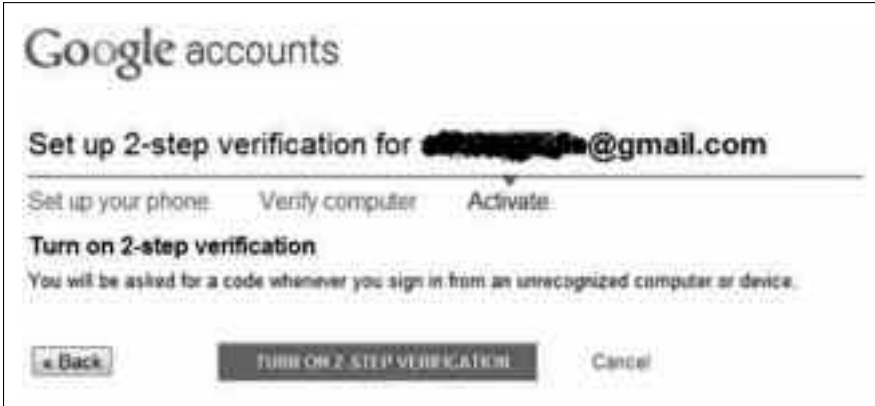 Google accounts
Set up 2-step verification for @gmail.com
Set up your phone Verify computer Activate
Turn on 2-step verification
You will be asked for a code whenever you sign in from an unrecognized computer or device.
« Back TURN ON 2-STEP VERIFICATION Cancel